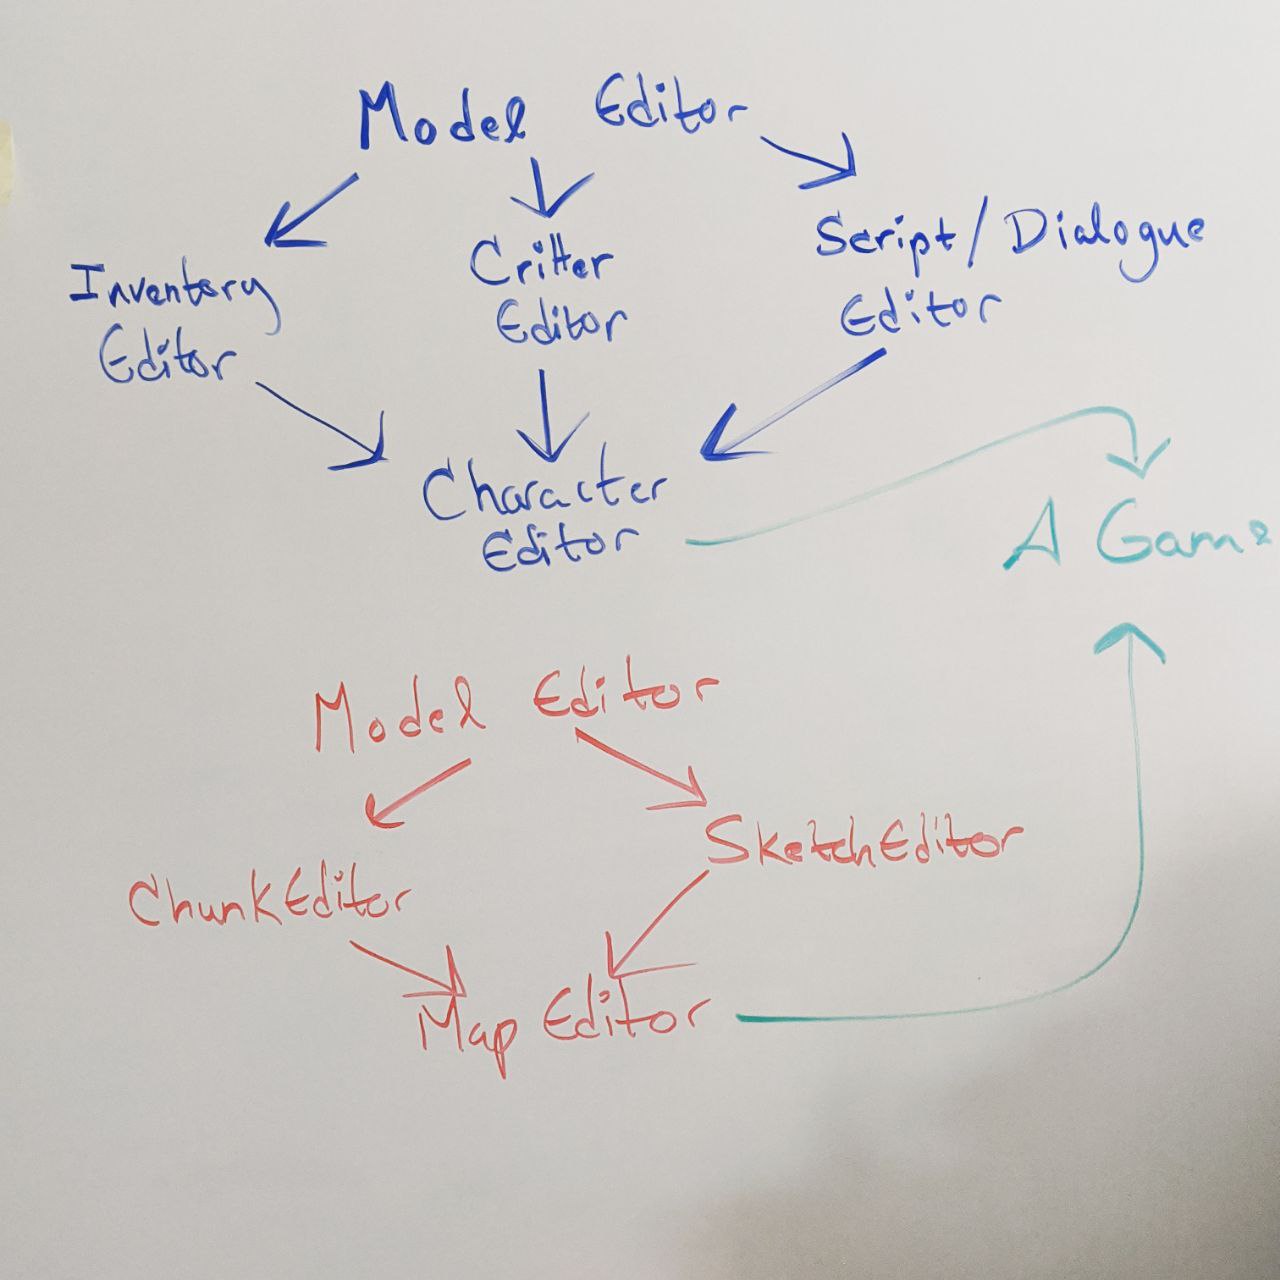 Model Editor
Inventory
Editor
Critter
Editor
Script/Dialogue
Editor
Character
Editor
A Game
Model Editor
ChunkEditor
SketchEditor
Map Editor